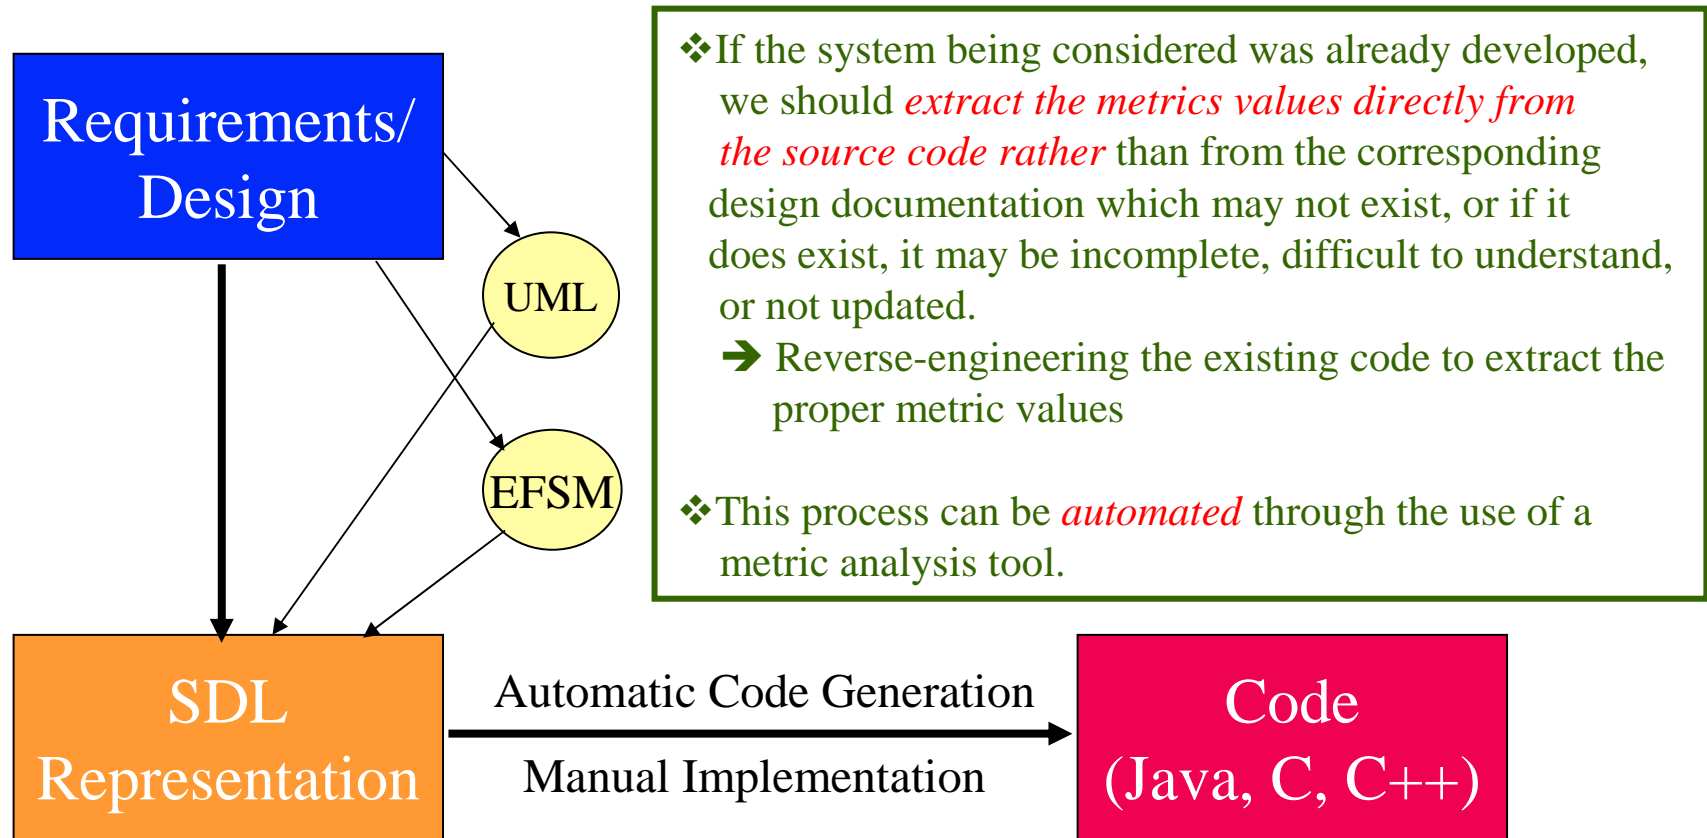 Requirements/
Design
UML
EFSM
❖If the system being considered was already developed,
we should extract the metrics values directly from
the source code rather than from the corresponding
design documentation which may not exist, or if it
does exist, it may be incomplete, difficult to understand,
or not updated.
➔ Reverse-engineering the existing code to extract the
proper metric values
❖This process can be automated through the use of a
metric analysis tool.
SDL
Representation
Automatic Code Generation
Manual Implementation
Code
(Java, C, C++)